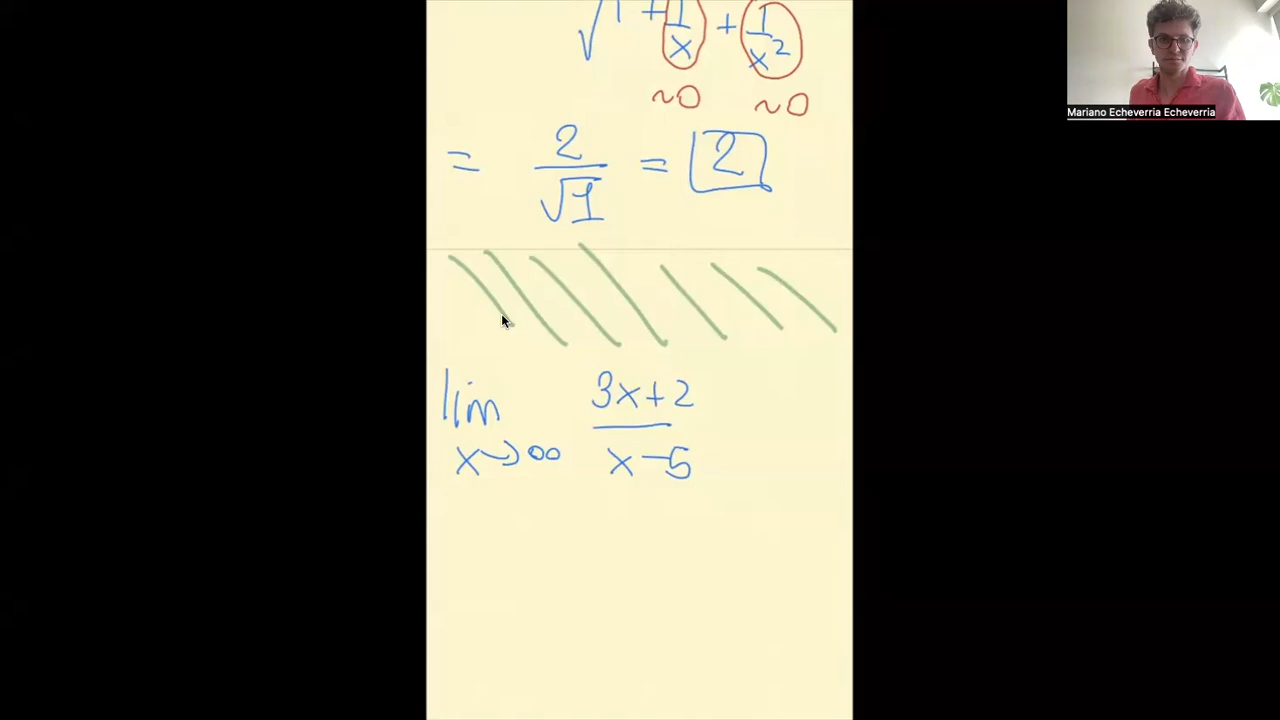 √1 + 1/x + 1/x²
~0 ~0
= 2/√1 = 2
lim x→∞ (3x+2)/(x-5)
Mariano Echeverria Echeverria